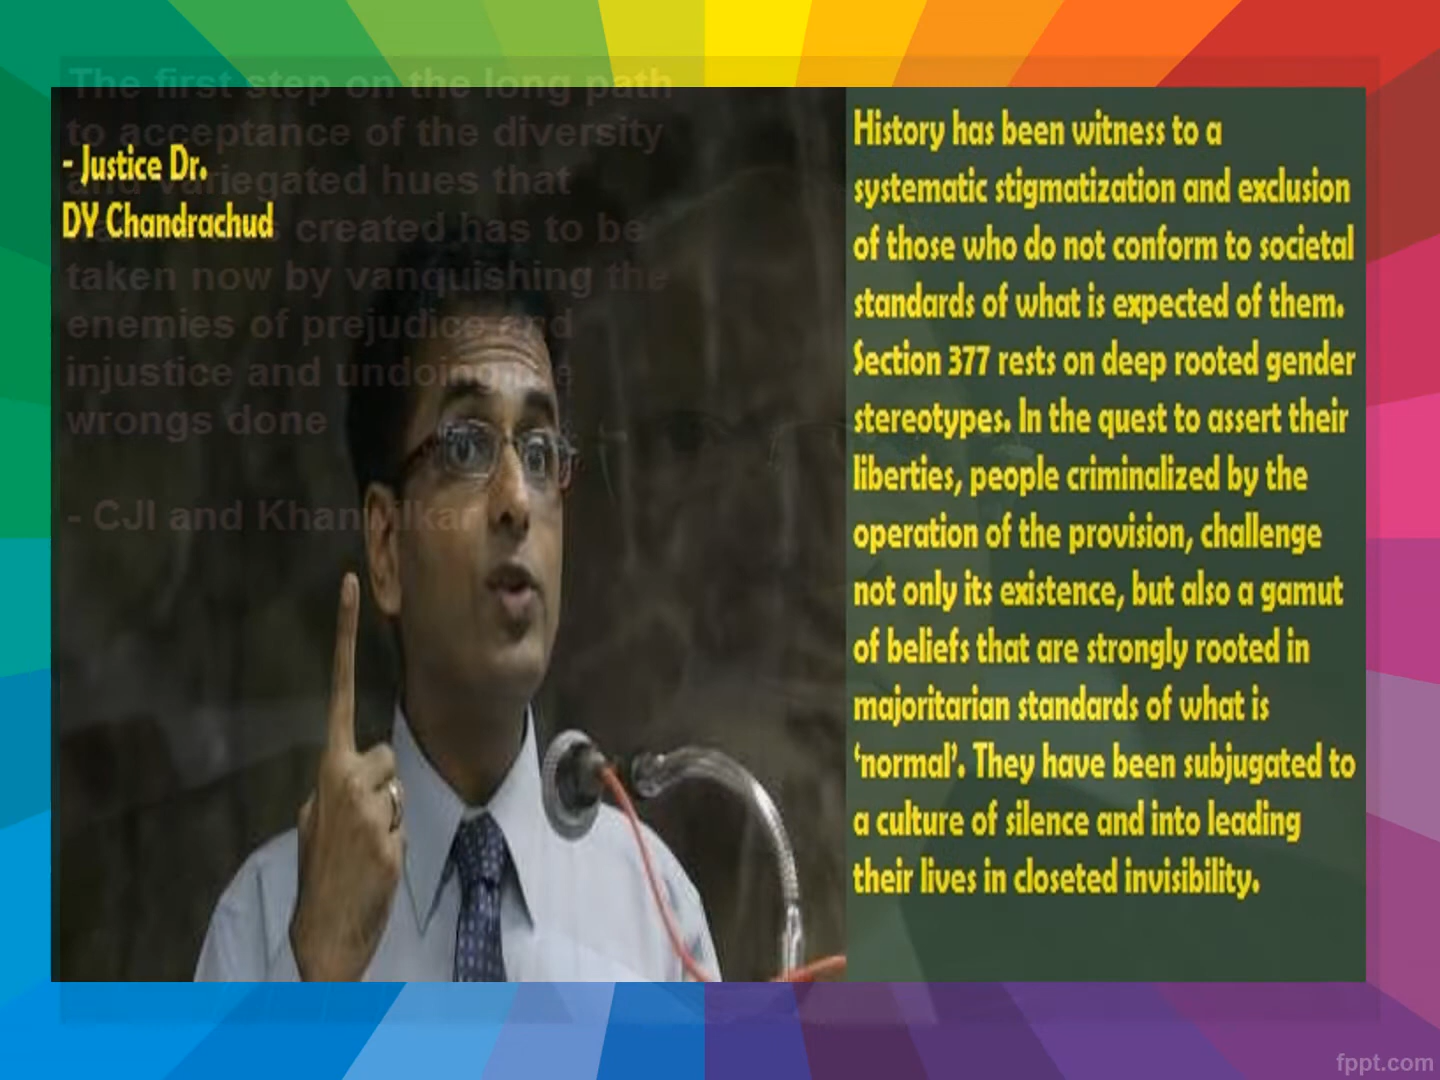 The first step on the long path
to acceptance of the diversity
and variegated hues that
created has to be
taken now by vanquishing the
enemies of prejudice and
injustice and undoing the
wrongs done
- CJI and Khanwilkar
- Justice Dr.
DY Chandrachud
History has been witness to a
systematic stigmatization and exclusion
of those who do not conform to societal
standards of what is expected of them.
Section 377 rests on deep rooted gender
stereotypes. In the quest to assert their
liberties, people criminalized by the
operation of the provision, challenge
not only its existence, but also a gamut
of beliefs that are strongly rooted in
majoritarian standards of what is
‘normal’. They have been subjugated to
a culture of silence and into leading
their lives in closeted invisibility.
fppt.com